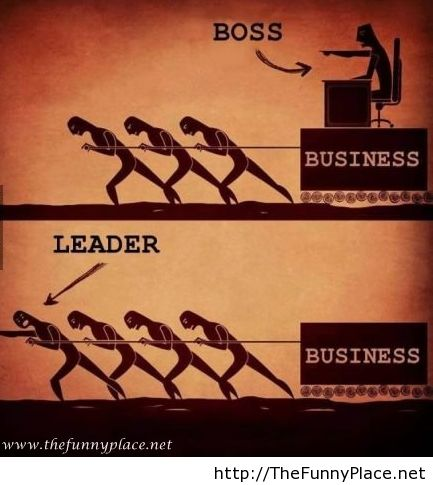 BOSS
BUSINESS
LEADER
BUSINESS
www.thefunnyplace.net
http://TheFunnyPlace.net